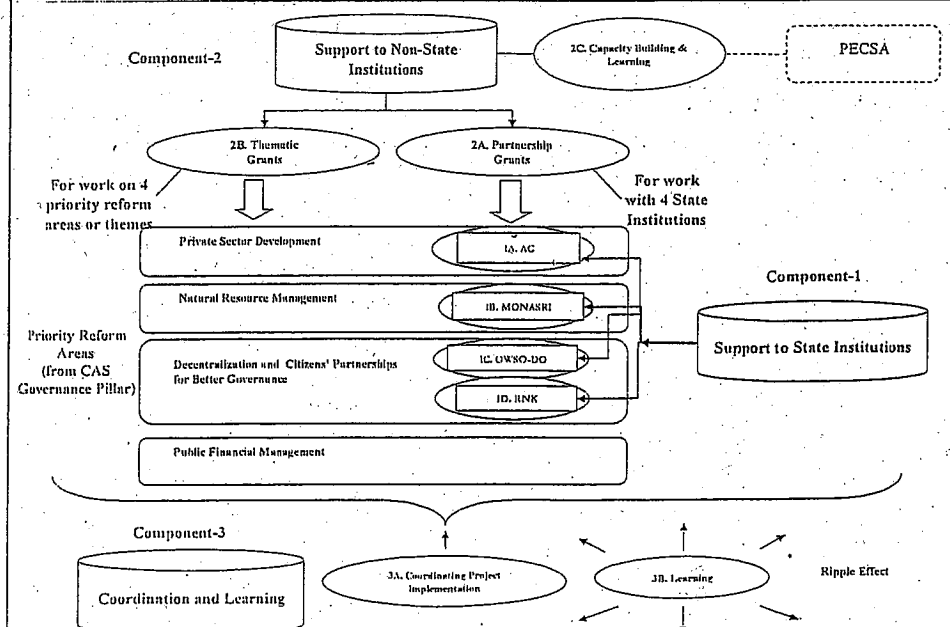 Component-2
Support to Non-State
Institutions
2C. Capacity Building &
Learning
PECSA
2B. Thematic
Grants
2A. Partnership
Grants
For work on 4
priority reform
areas or themes
For work
with 4 State
Institutions
Private Sector Development
1A. AC
Natural Resource Management
1B. MONASRI
Component-1
Support to State Institutions
Priority Reform
Areas
(from CAS
Governance Pillar)
Decentralization and Citizens' Partnerships
for Better Governance
1C. OWSO-DO
1D. RNK
Public Financial Management
Component-3
Coordination and Learning
3A. Coordinating Project
Implementation
3B. Learning
Ripple Effect